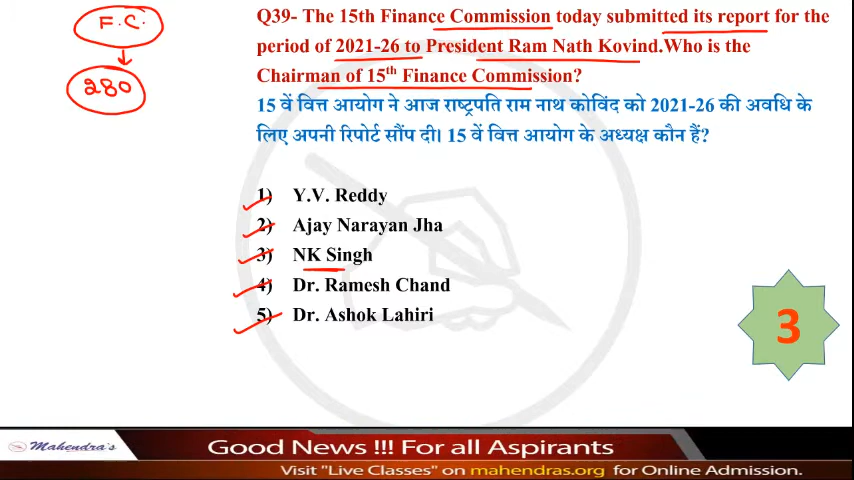 F.C.
280
Q39- The 15th Finance Commission today submitted its report for the
period of 2021-26 to President Ram Nath Kovind.Who is the
Chairman of 15th Finance Commission?
15 वें वित्त आयोग ने आज राष्ट्रपति राम नाथ कोविंद को 2021-26 की अवधि के
लिए अपनी रिपोर्ट सौंप दी। 15 वें वित्त आयोग के अध्यक्ष कौन हैं?
1) Y.V. Reddy
2) Ajay Narayan Jha
3) NK Singh
4) Dr. Ramesh Chand
5) Dr. Ashok Lahiri
3
Mahendra's
Good News !!! For all Aspirants
Visit "Live Classes" on mahendras.org for Online Admission.